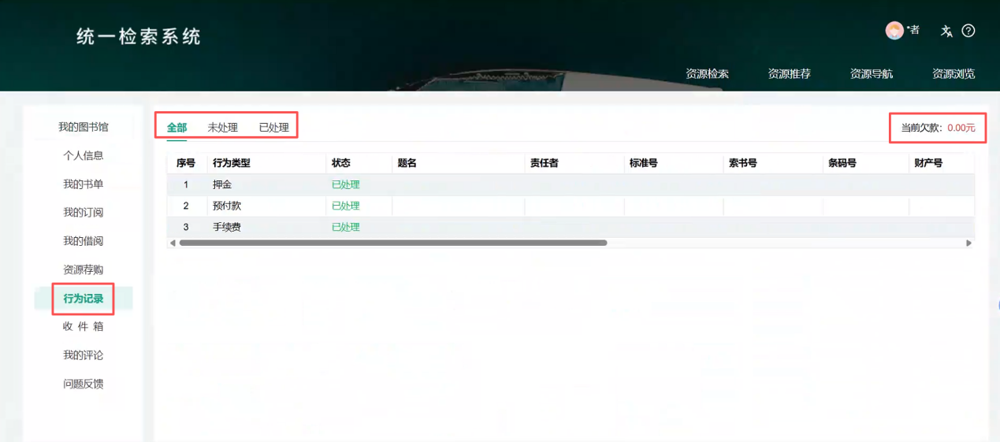 统一检索系统
*者
资源检索 资源推荐 资源导航 资源浏览
我的图书馆
个人信息
我的书单
我的订阅
我的借阅
资源荐购
行为记录
收 件 箱
我的评论
问题反馈
全部 未处理 已处理
当前欠款：0.00元
序号 行为类型 状态 题名 责任者 标准号 索书号 条码号 财产号
1 押金 已处理
2 预付款 已处理
3 手续费 已处理